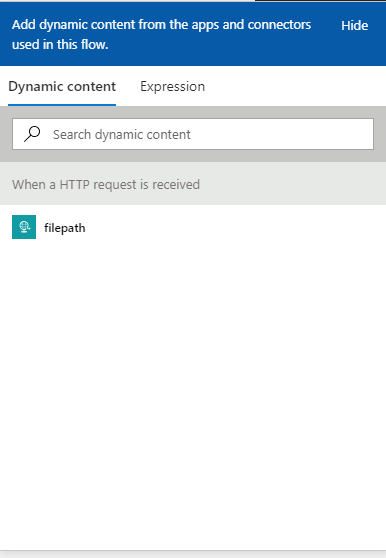 Add dynamic content from the apps and connectors
used in this flow.
Hide
Dynamic content
Expression
Search dynamic content
When a HTTP request is received
filepath